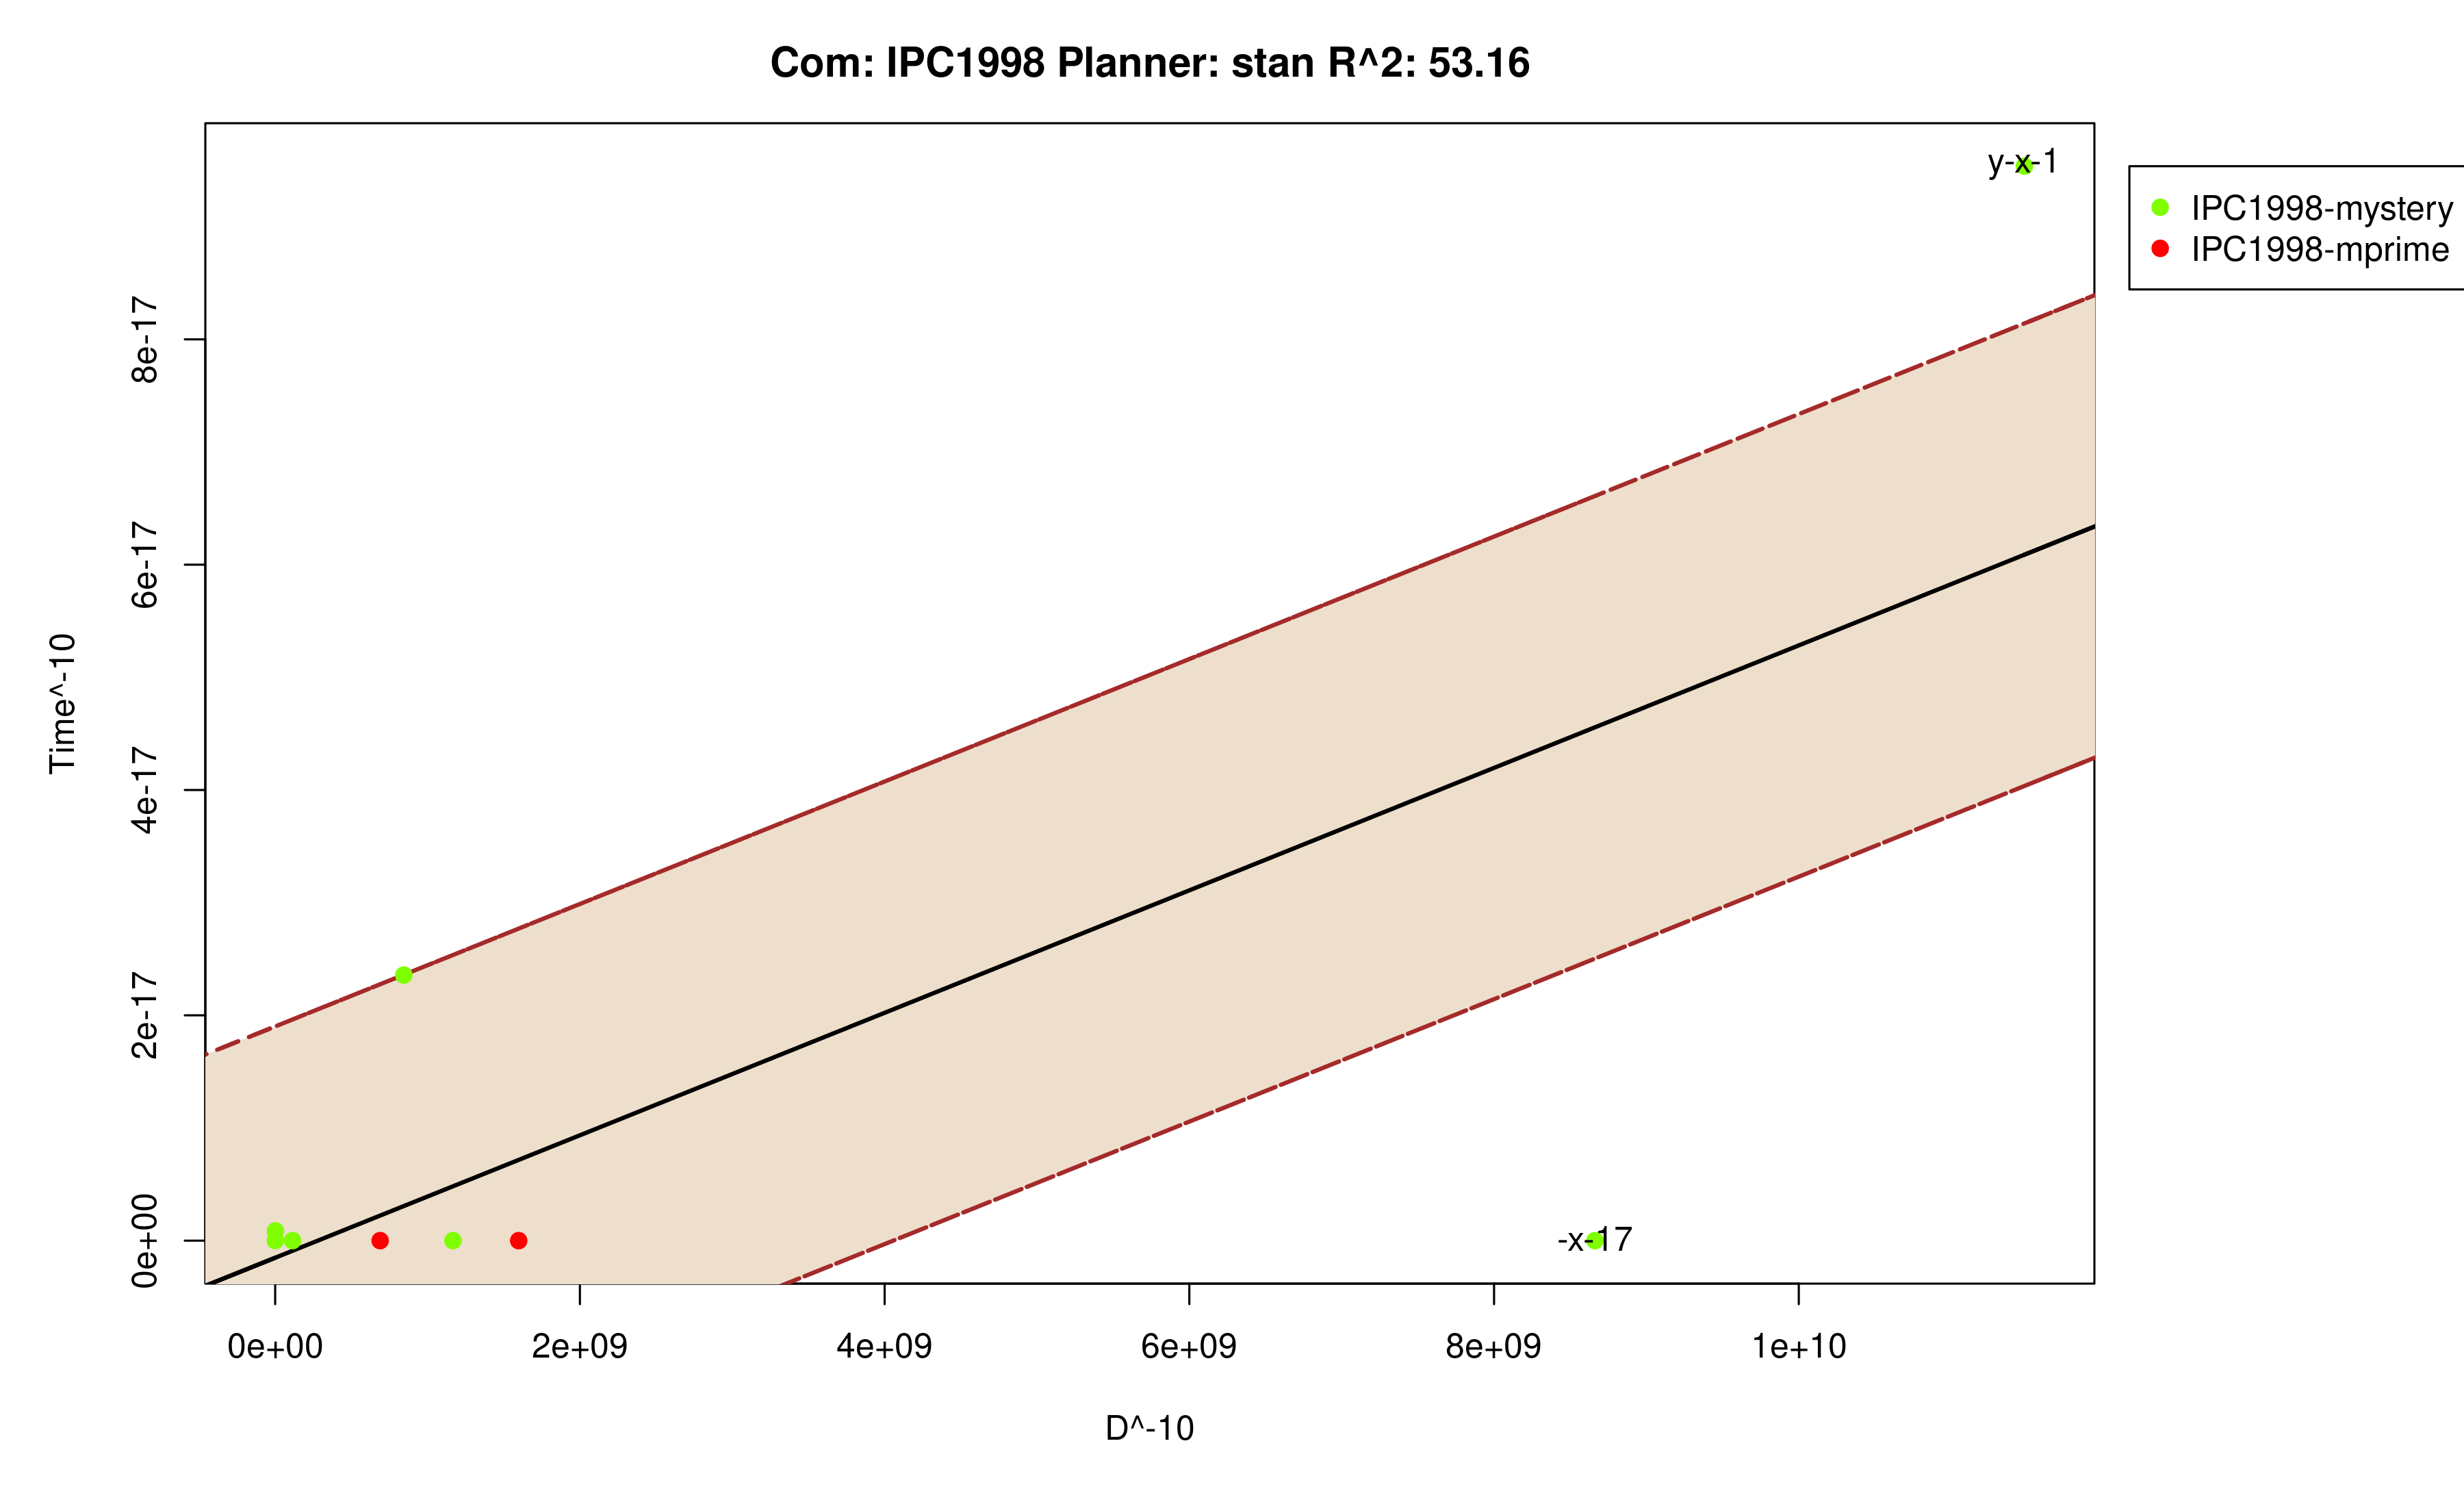 Com: IPC1998 Planner: stan R^2: 53.16
y-x-1
IPC1998-mystery
IPC1998-mprime
8e-17
6e-17
4e-17
2e-17
0e+00
Time^-10
-x-17
0e+00 2e+09 4e+09 6e+09 8e+09 1e+10
D^-10